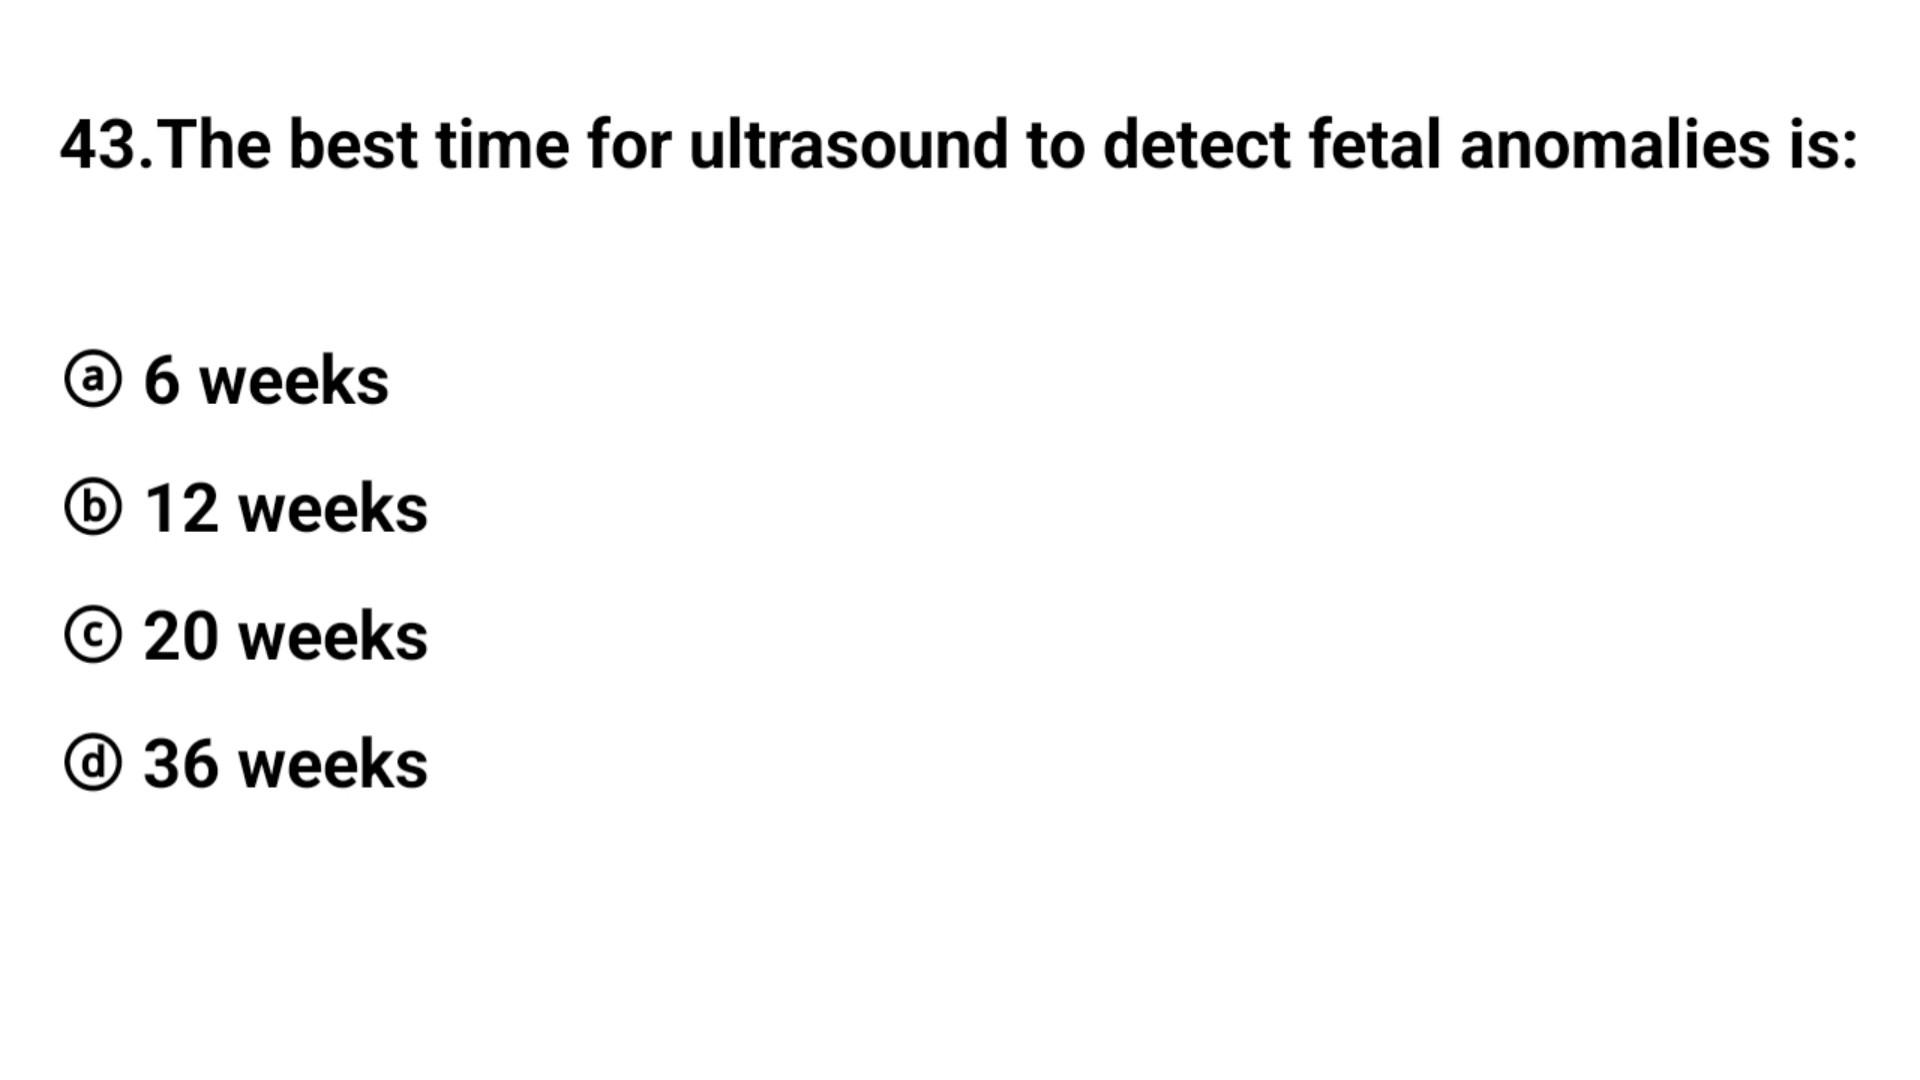 43.The best time for ultrasound to detect fetal anomalies is:
ⓐ 6 weeks
ⓑ 12 weeks
ⓒ 20 weeks
ⓓ 36 weeks